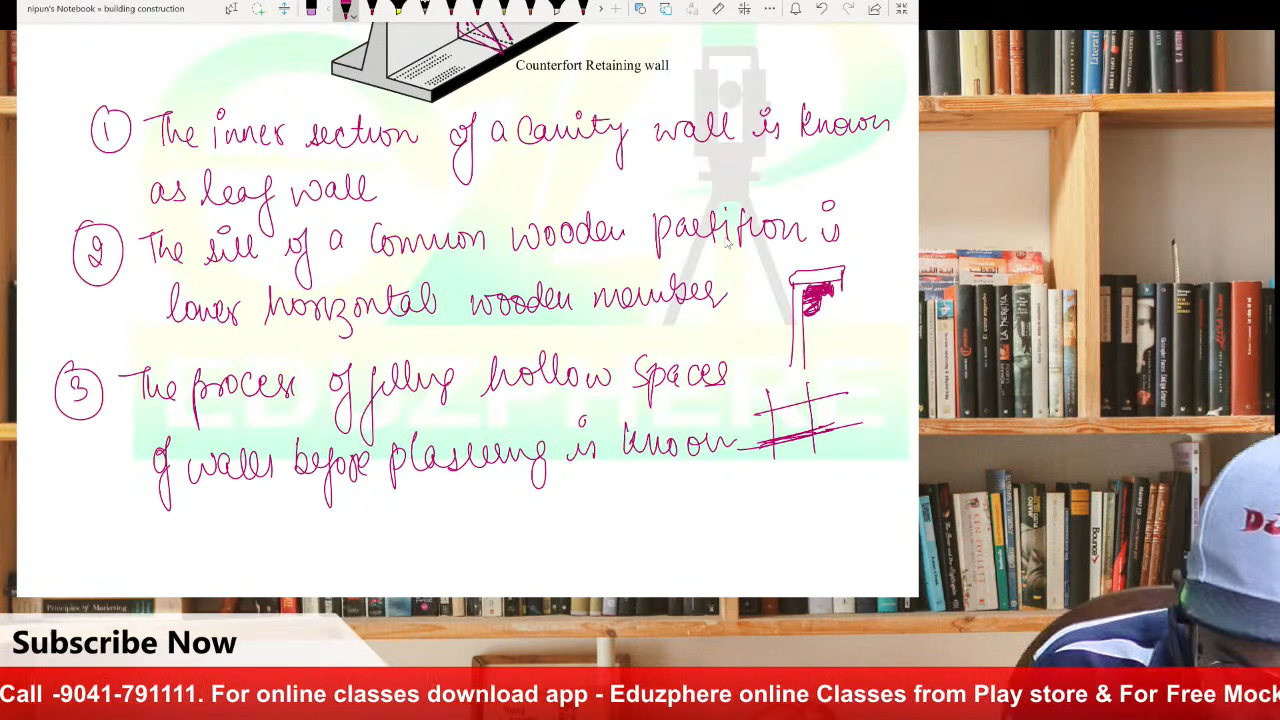 nipun's Notebook » building construction
Counterfort Retaining wall
① The inner section of a cavity wall is known
as leaf wall
② The sill of a common wooden partition is
lower horizontal wooden member
③ The process of filling hollow spaces
of walls before plastering is known
Principles of Marketing
Subscribe Now
Call -9041-791111. For online classes download app - Eduzphere online Classes from Play store & For Free Mock